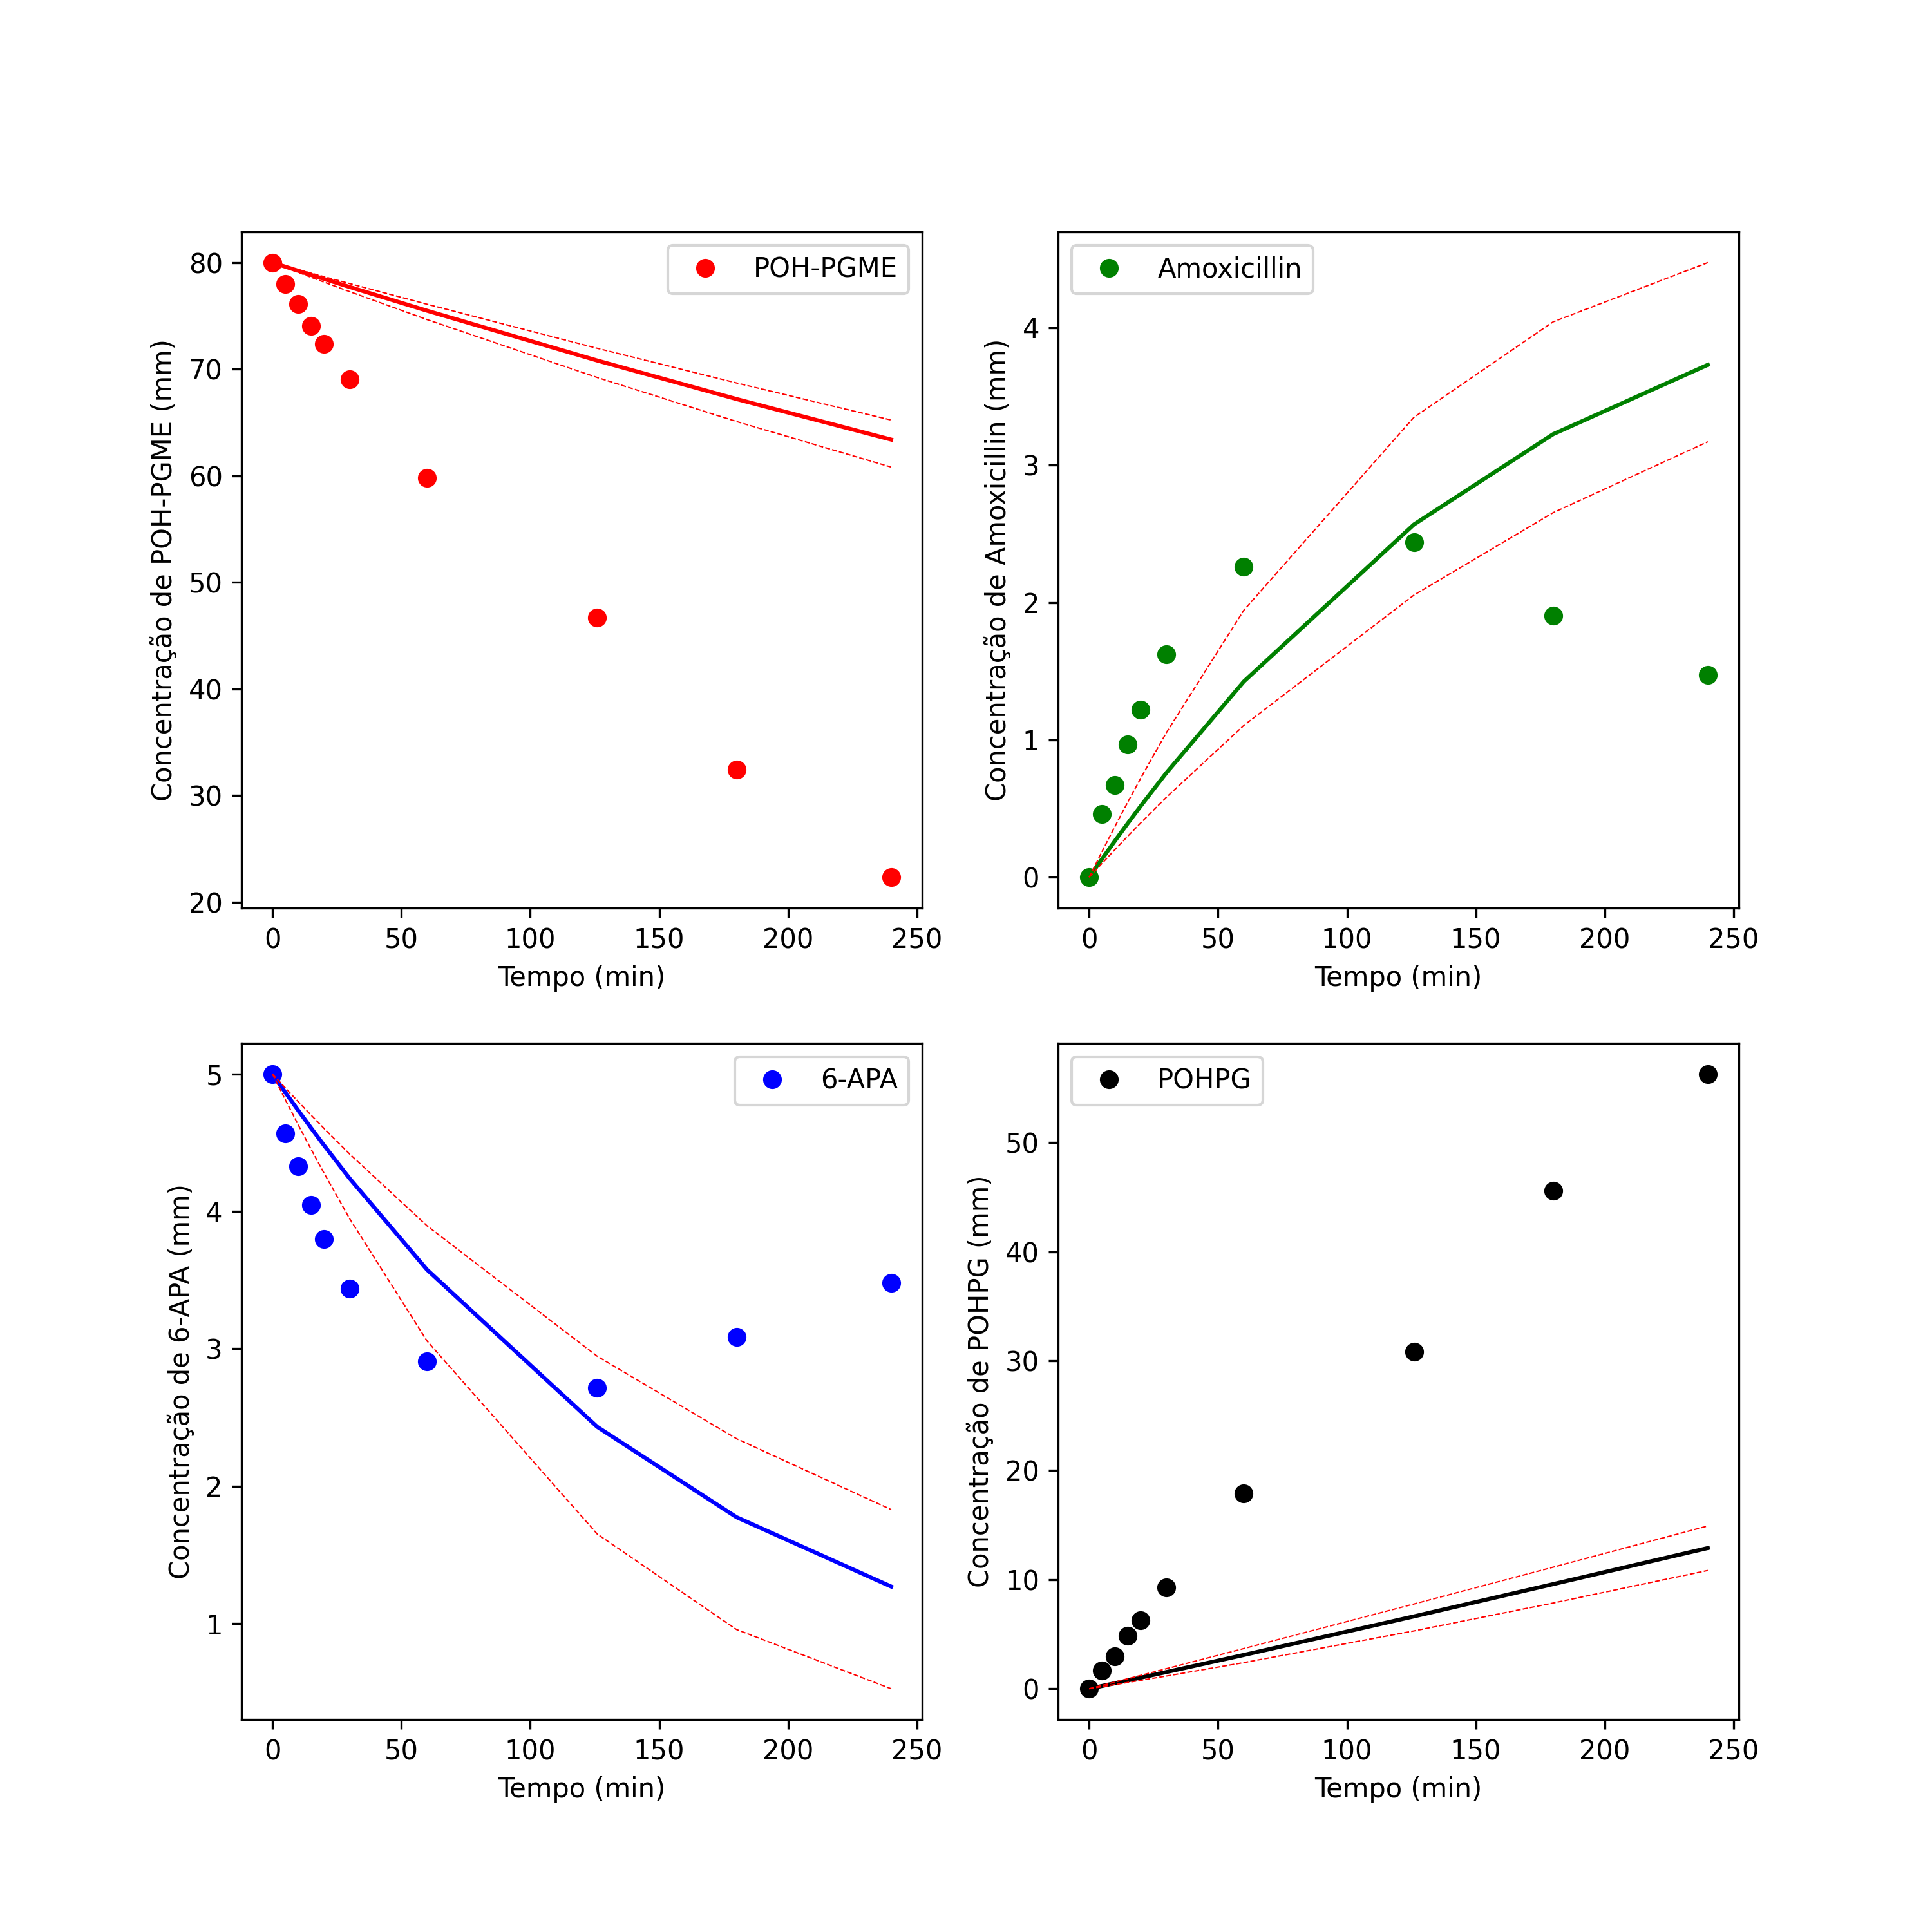 POH-PGME
Concentração de POH-PGME (mm)
80
70
60
50
40
30
20
0 50 100 150 200 250
Tempo (min)
Amoxicillin
Concentração de Amoxicillin (mm)
4
3
2
1
0
0 50 100 150 200 250
Tempo (min)
6-APA
Concentração de 6-APA (mm)
5
4
3
2
1
0 50 100 150 200 250
Tempo (min)
POHPG
Concentração de POHPG (mm)
50
40
30
20
10
0
0 50 100 150 200 250
Tempo (min)